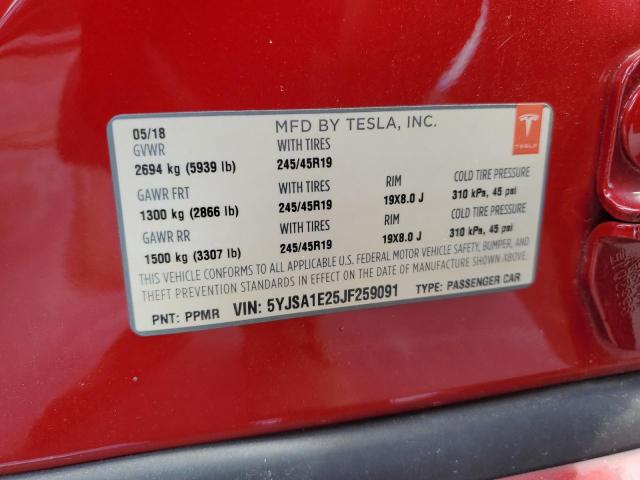 05/18 MFD BY TESLA, INC.
GVWR WITH TIRES
2694 kg (5939 lb) 245/45R19
TESLA
GAWR FRT WITH TIRES RIM COLD TIRE PRESSURE
1300 kg (2866 lb) 245/45R19 19X8.0 J 310 kPa, 45 psi
GAWR RR WITH TIRES RIM COLD TIRE PRESSURE
1500 kg (3307 lb) 245/45R19 19X8.0 J 310 kPa, 45 psi
THIS VEHICLE CONFORMS TO ALL APPLICABLE FEDERAL MOTOR VEHICLE SAFETY, BUMPER, AND
THEFT PREVENTION STANDARDS IN EFFECT ON THE DATE OF MANUFACTURE SHOWN ABOVE.
PNT: PPMR VIN: 5YJSA1E25JF259091 TYPE: PASSENGER CAR